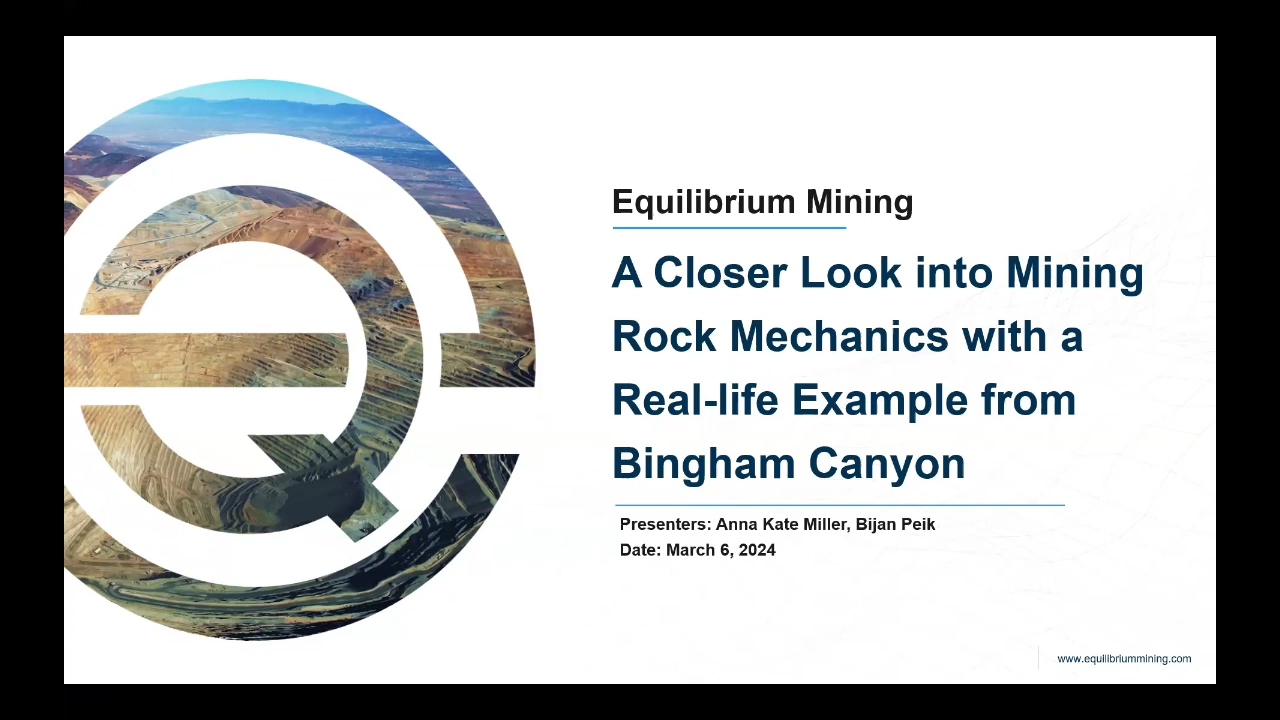 Equilibrium Mining
A Closer Look into Mining
Rock Mechanics with a
Real-life Example from
Bingham Canyon
Presenters: Anna Kate Miller, Bijan Peik
Date: March 6, 2024
www.equilibriummining.com